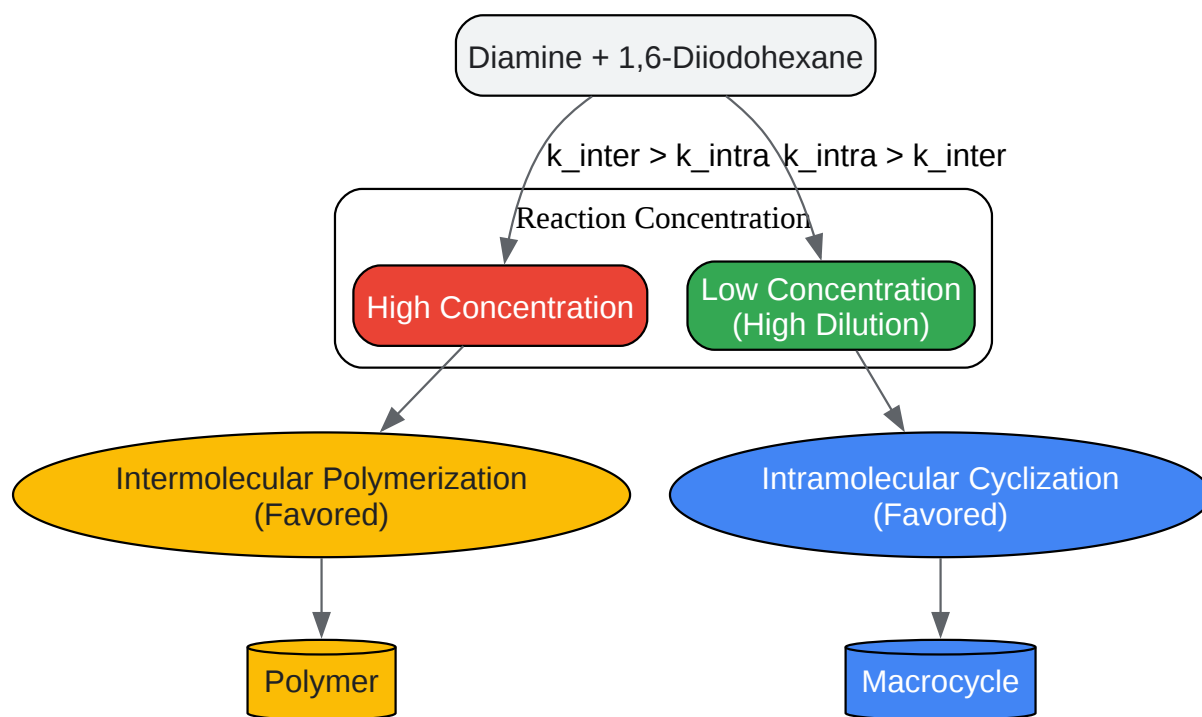 Diamine + 1,6-Diiodohexane
k_inter > k_intra
k_intra > k_inter
Reaction Concentration
High Concentration
Low Concentration
(High Dilution)
Intermolecular Polymerization
(Favored)
Intramolecular Cyclization
(Favored)
Polymer
Macrocycle